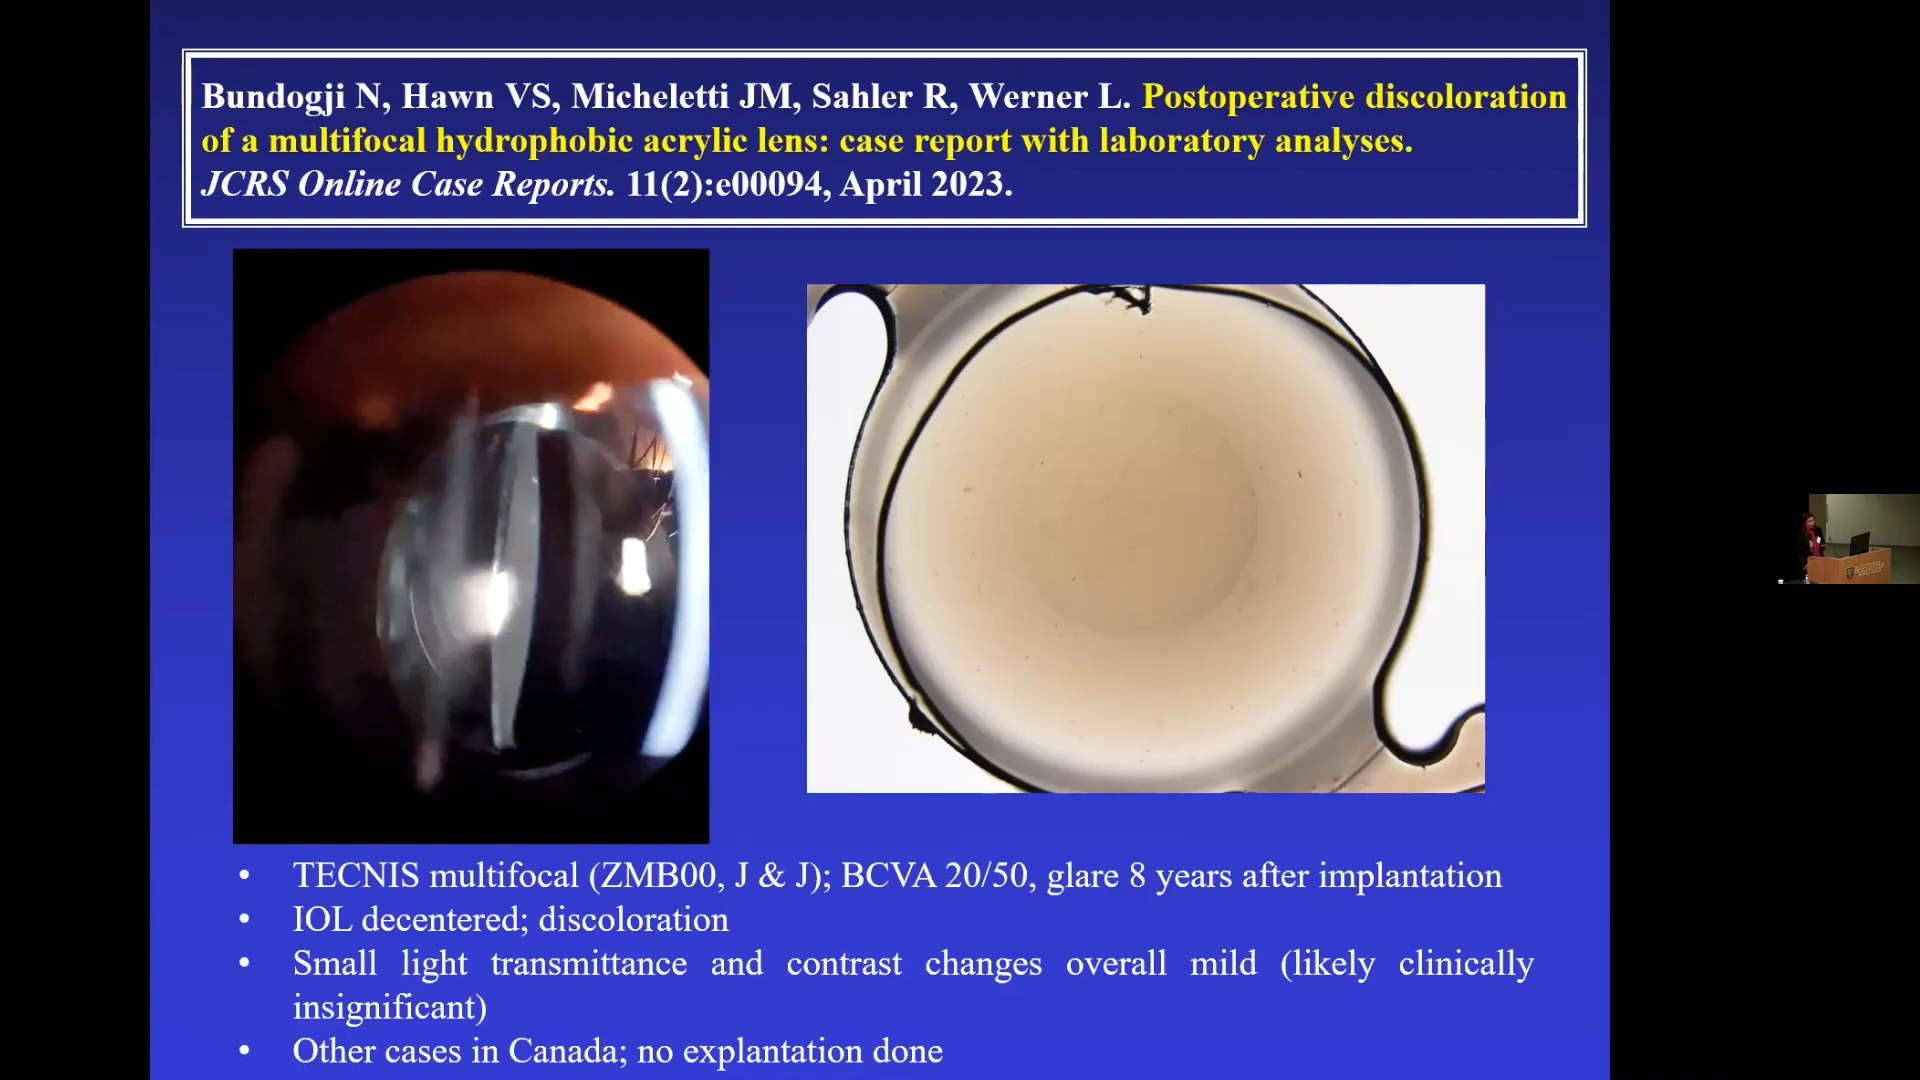 Bundogji N, Hawn VS, Micheletti JM, Sahler R, Werner L. Postoperative discoloration
of a multifocal hydrophobic acrylic lens: case report with laboratory analyses.
JCRS Online Case Reports. 11(2):e00094, April 2023.
• TECNIS multifocal (ZMB00, J & J); BCVA 20/50, glare 8 years after implantation
• IOL decentered; discoloration
• Small light transmittance and contrast changes overall mild (likely clinically
insignificant)
• Other cases in Canada; no explantation done